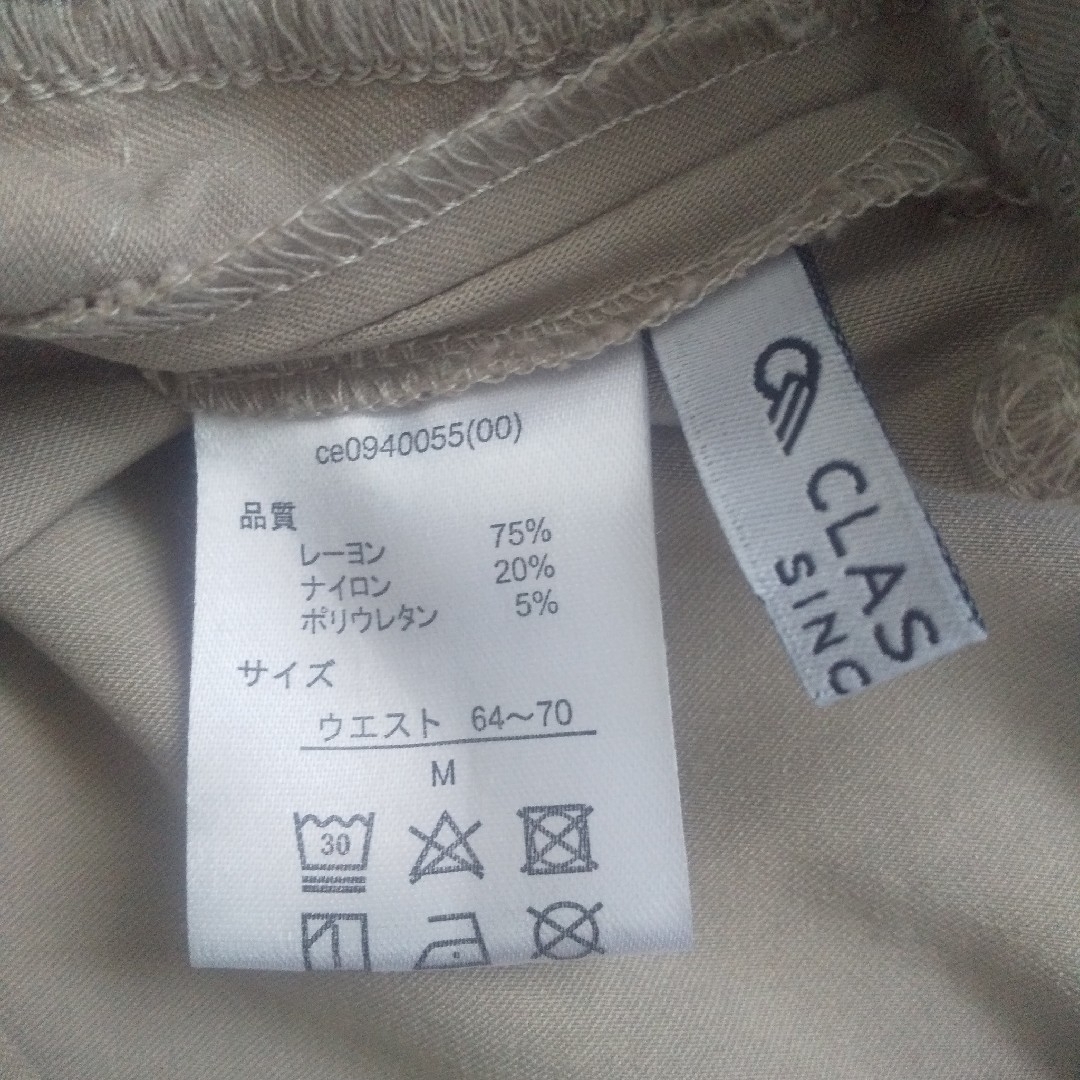 ce0940055(00)
品質
レーヨン 75%
ナイロン 20%
ポリウレタン 5%
サイズ
ウエスト 64～70
M
30
CLAS
SINC